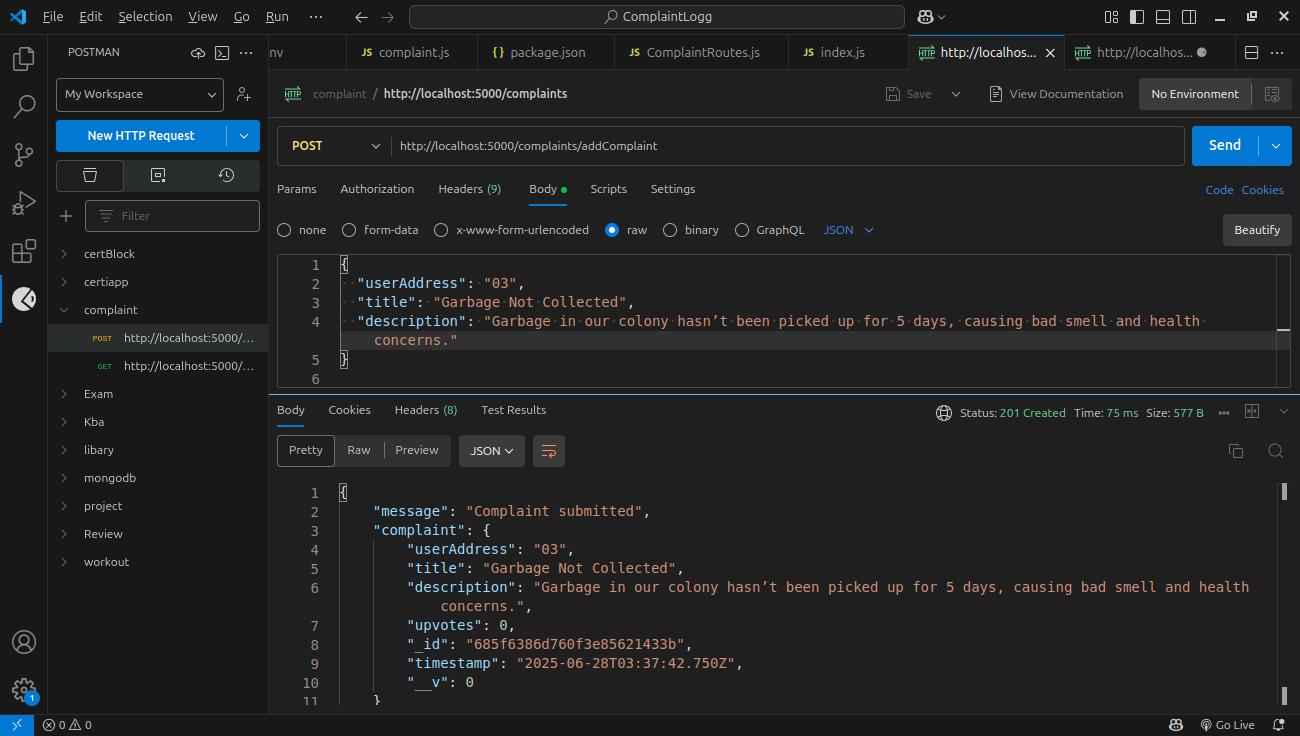 File Edit Selection View Go Run ··· ComplaintLogg
POSTMAN
nv JS complaint.js {} package.json JS ComplaintRoutes.js JS index.js HTTP http://localhos... HTTP http://localhos...
My Workspace
HTTP complaint / http://localhost:5000/complaints Save View Documentation No Environment
New HTTP Request
POST http://localhost:5000/complaints/addComplaint Send
Params Authorization Headers (9) Body Scripts Settings Code Cookies
Filter
none form-data x-www-form-urlencoded raw binary GraphQL JSON Beautify
certBlock
certiapp
complaint
POST http://localhost:5000/...
GET http://localhost:5000/...
Exam
Kba
libary
mongodb
project
Review
workout
1 {
2 "userAddress": "03",
3 "title": "Garbage Not Collected",
4 "description": "Garbage in our colony hasn’t been picked up for 5 days, causing bad smell and health
concerns."
5 }
6
Body Cookies Headers (8) Test Results Status: 201 Created Time: 75 ms Size: 577 B
Pretty Raw Preview JSON
1 {
2 "message": "Complaint submitted",
3 "complaint": {
4 "userAddress": "03",
5 "title": "Garbage Not Collected",
6 "description": "Garbage in our colony hasn’t been picked up for 5 days, causing bad smell and health
concerns.",
7 "upvotes": 0,
8 "_id": "685f6386d760f3e85621433b",
9 "timestamp": "2025-06-28T03:37:42.750Z",
10 "__v": 0
11 }
1
0 0 Go Live